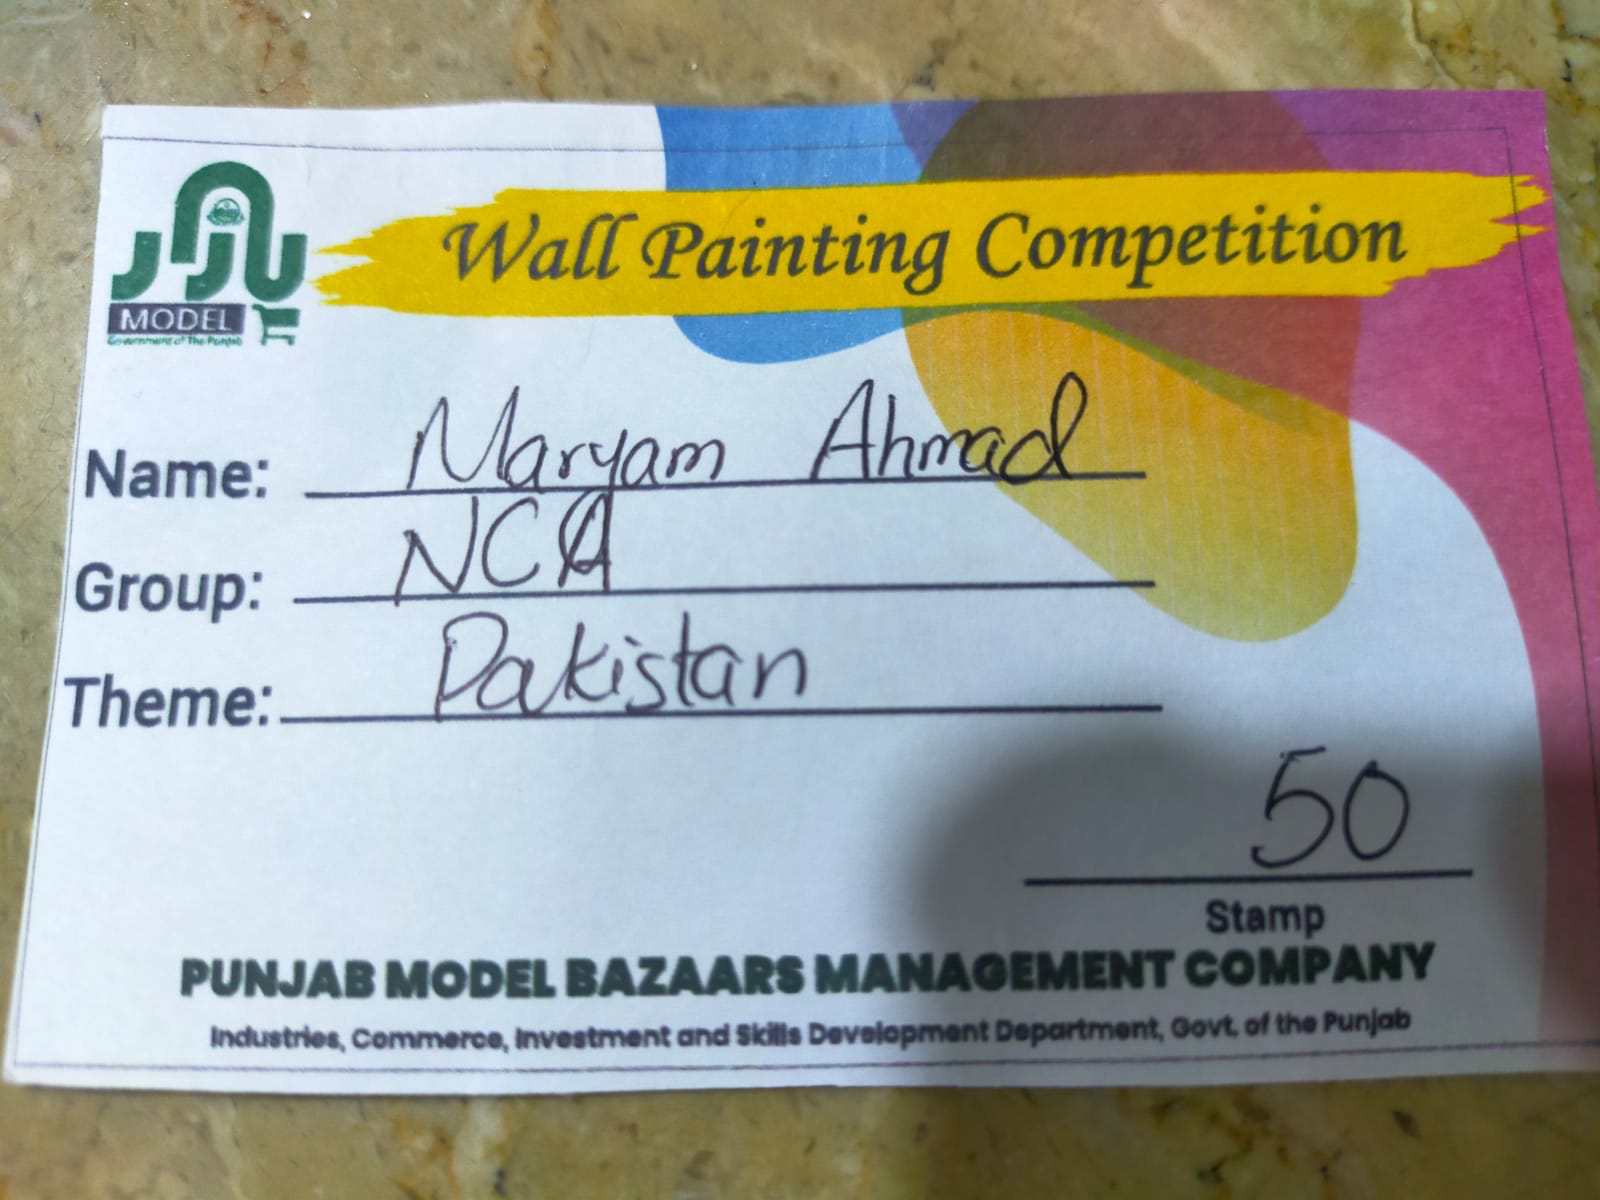 بازار
MODEL
Government of The Punjab
Wall Painting Competition
Name: Maryam Ahmad
Group: NCA
Theme: Pakistan
50
Stamp
PUNJAB MODEL BAZAARS MANAGEMENT COMPANY
Industries, Commerce, Investment and Skills Development Department, Govt. of the Punjab